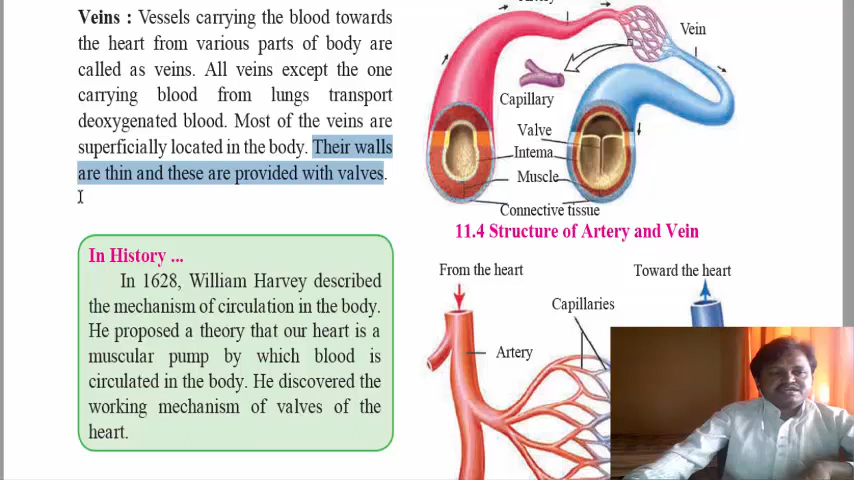 Veins : Vessels carrying the blood towards
the heart from various parts of body are
called as veins. All veins except the one
carrying blood from lungs transport
deoxygenated blood. Most of the veins are
superficially located in the body. Their walls
are thin and these are provided with valves.
In History ...
In 1628, William Harvey described
the mechanism of circulation in the body.
He proposed a theory that our heart is a
muscular pump by which blood is
circulated in the body. He discovered the
working mechanism of valves of the
heart.
Vein
Capillary
Valve
Intema
Muscle
Connective tissue
11.4 Structure of Artery and Vein
From the heart
Toward the heart
Capillaries
Artery